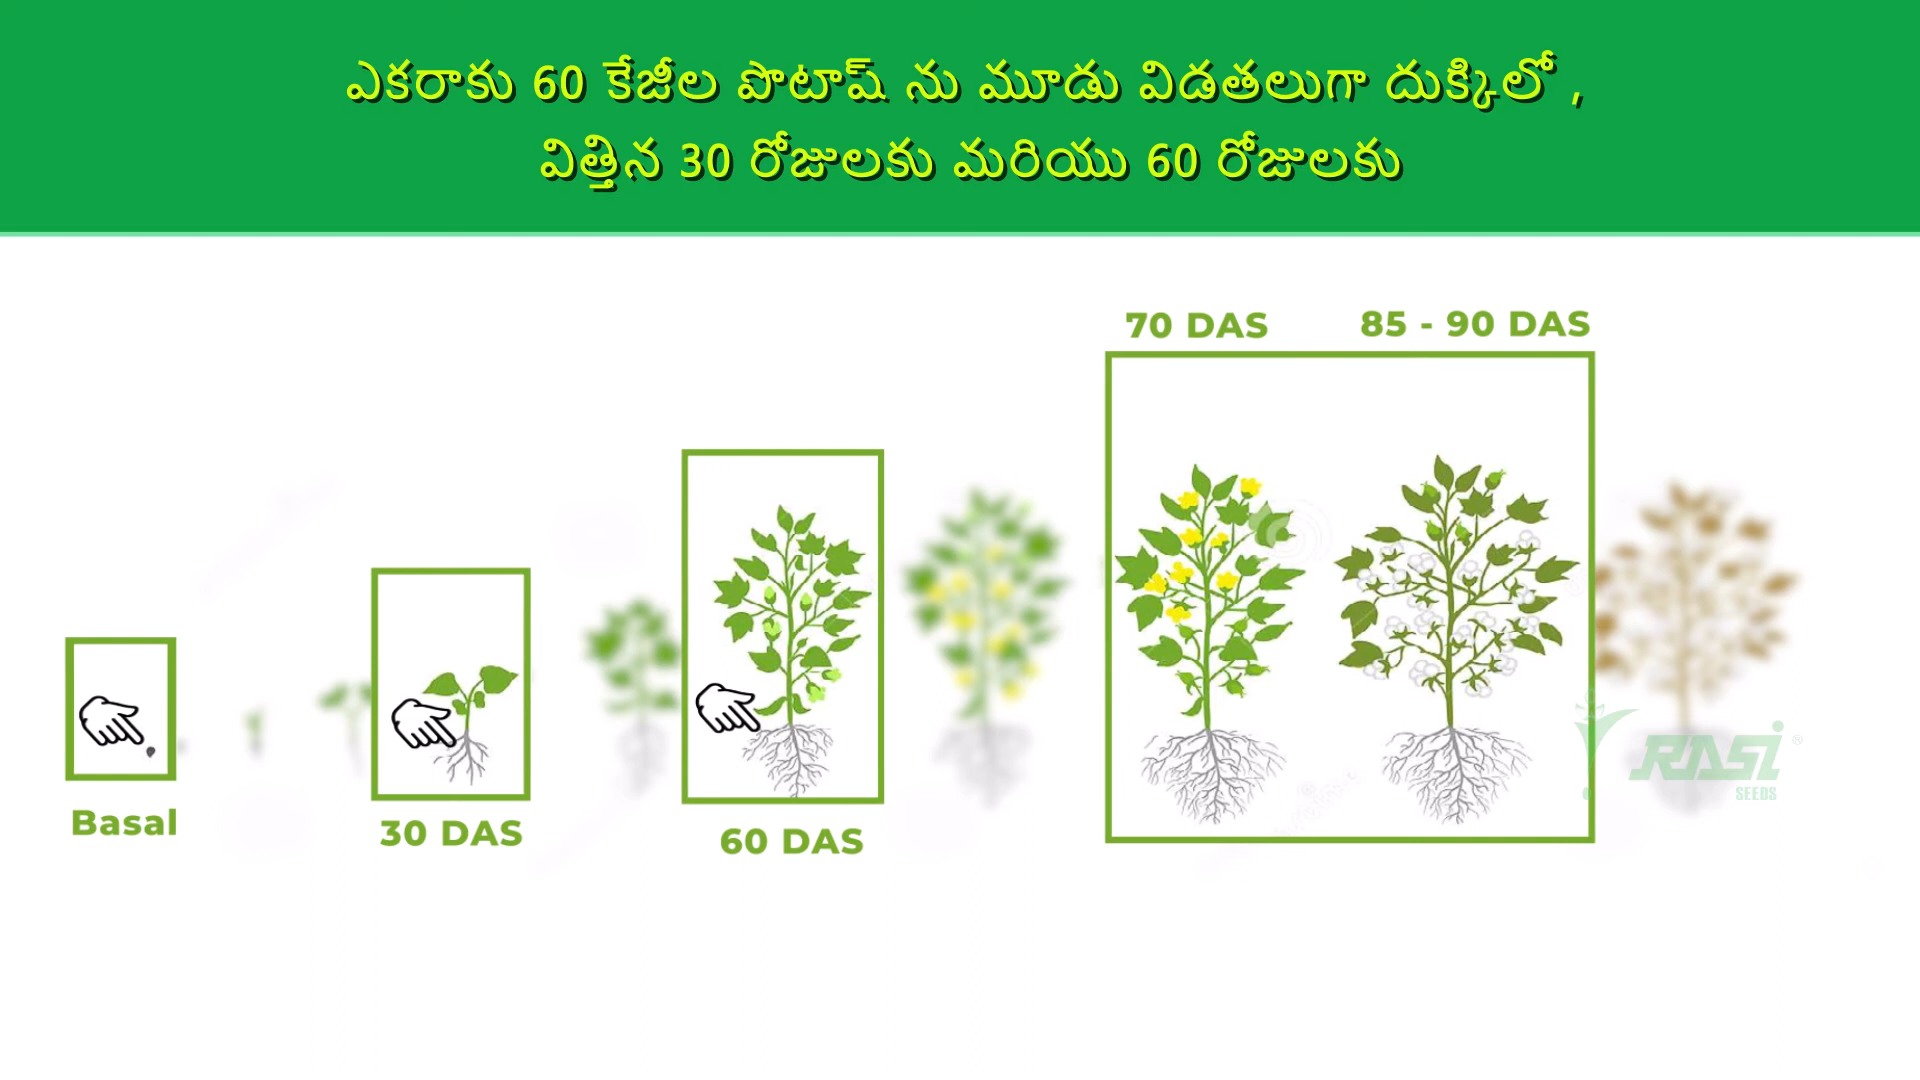 ఎకరాకు 60 కేజీల పొటాష్ ను మూడు విడతలుగా దుక్కిలో ,
విత్తిన 30 రోజులకు మరియు 60 రోజులకు
70 DAS
85 - 90 DAS
Basal
30 DAS
60 DAS
RASi ®
SEEDS